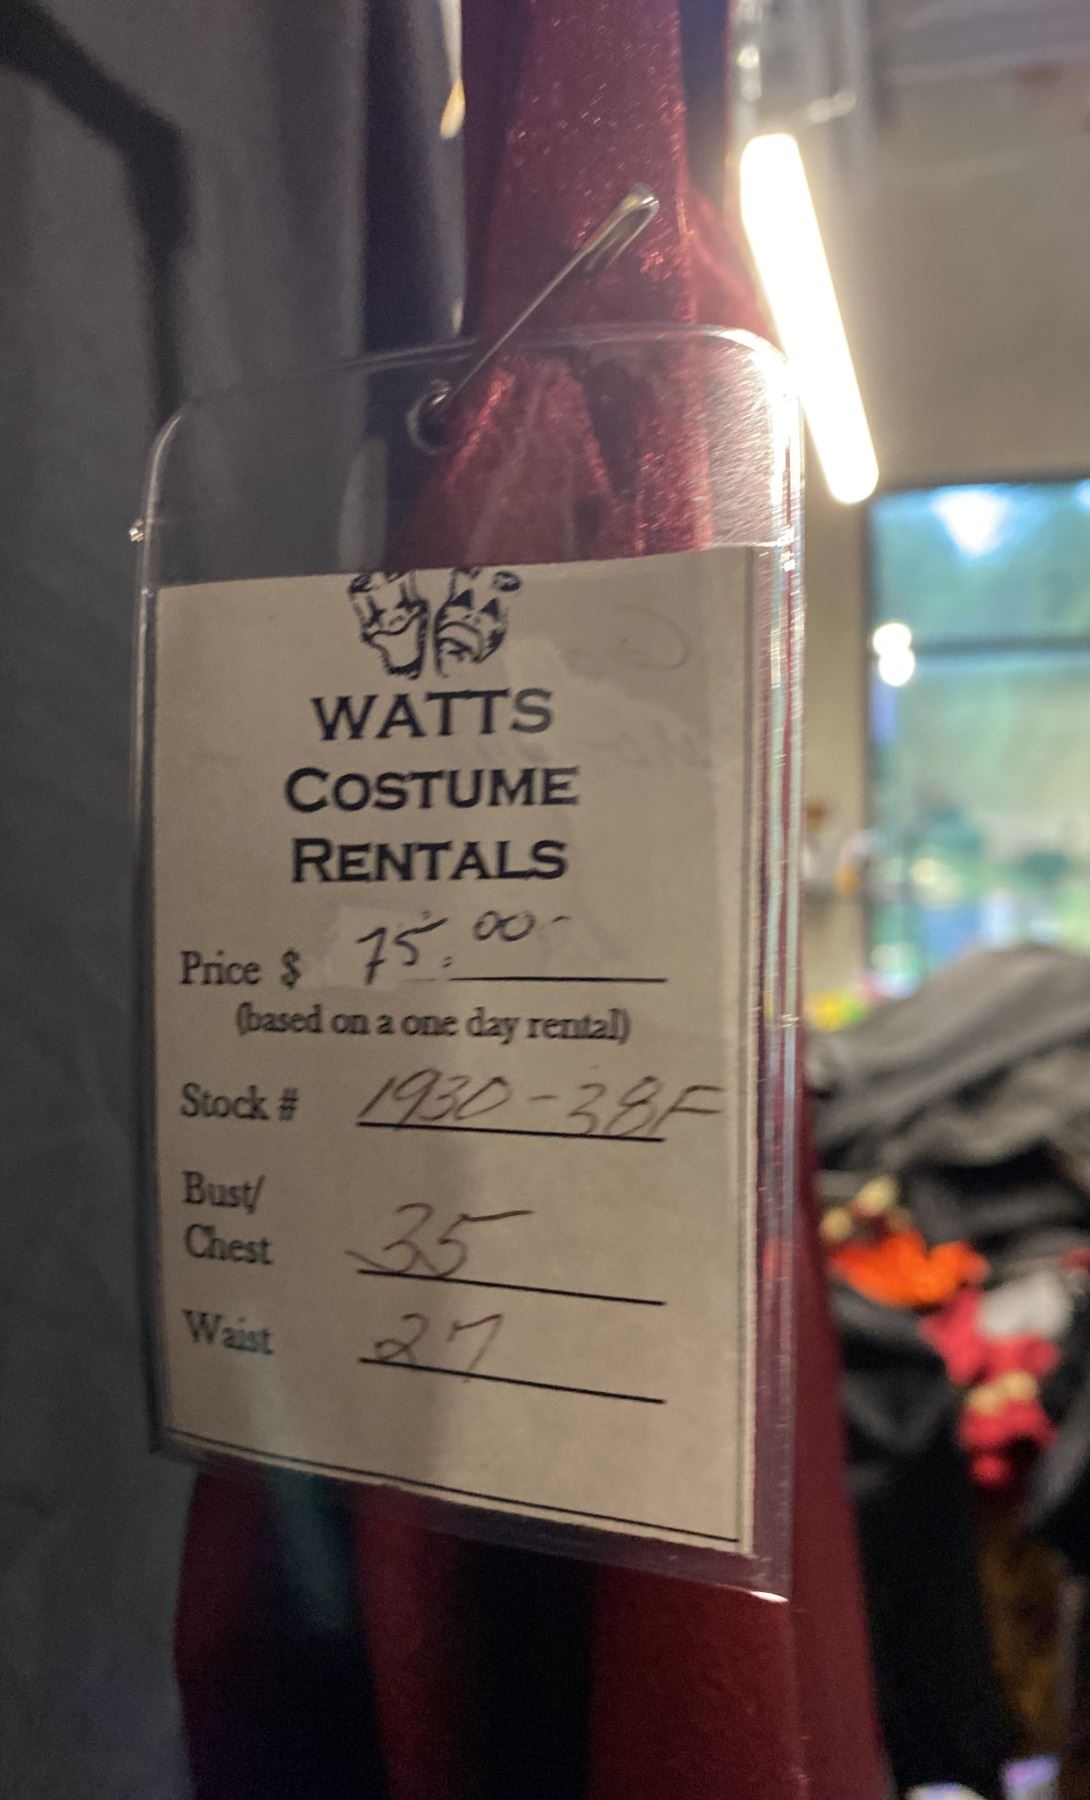 WATTS
COSTUME
RENTALS
Price $ 75.00-
(based on a one day rental)
Stock # 1930-38F
Bust/
Chest 35
Waist 27